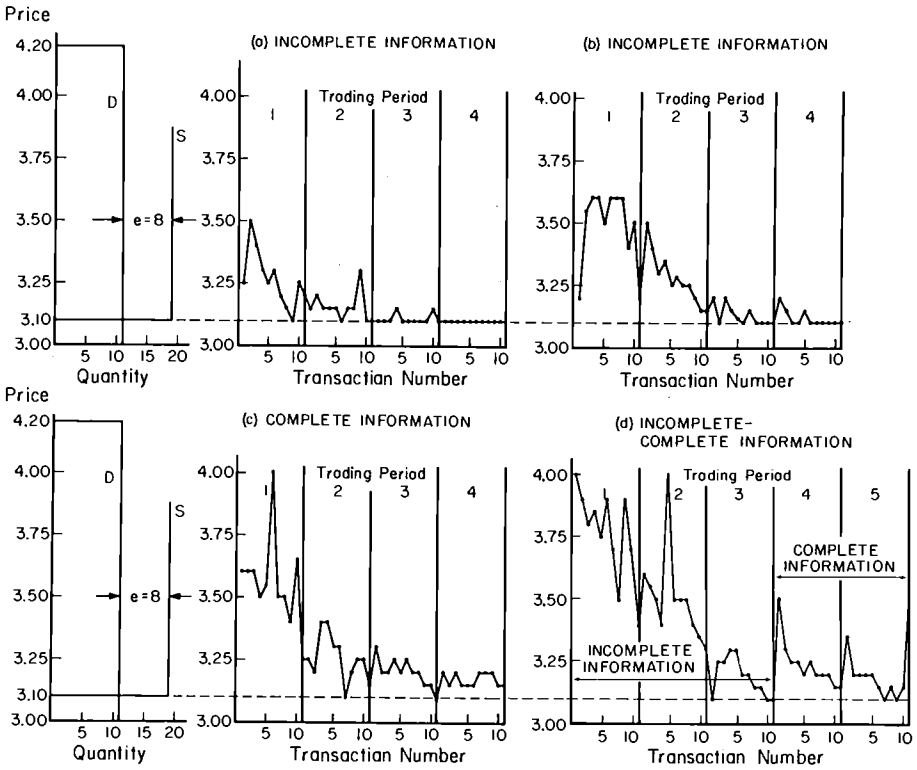 Price
4.20
4.00
3.75
3.50
3.25
3.10
3.00
D
S
e=8
5 10 15 20
Quantity
(a) INCOMPLETE INFORMATION
Trading Period
1 2 3 4
4.00
3.75
3.50
3.25
3.00
5 10 5 10 5 10 5 10
Transaction Number
(b) INCOMPLETE INFORMATION
Trading Period
1 2 3 4
4.00
3.75
3.50
3.25
3.00
5 10 5 10 5 10 5 10
Transaction Number
Price
4.20
4.00
3.75
3.50
3.25
3.10
3.00
D
S
e=8
5 10 15 20
Quantity
(c) COMPLETE INFORMATION
Trading Period
1 2 3 4
4.00
3.75
3.50
3.25
3.00
5 10 5 10 5 10 5 10
Transaction Number
(d) INCOMPLETE-
COMPLETE INFORMATION
Trading Period
1 2 3 4 5
4.00
3.75
3.50
3.25
3.00
COMPLETE
INFORMATION
INCOMPLETE
INFORMATION
5 10 5 10 5 10 5 10 5 10
Transaction Number